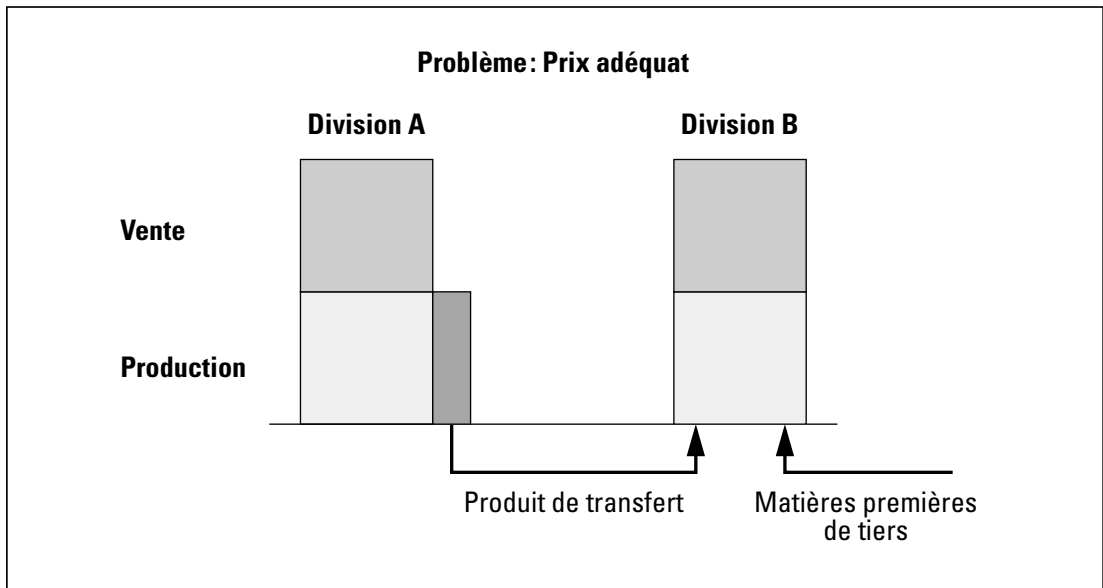 Problème: Prix adéquat
Division A
Division B
Vente
Production
Produit de transfert
Matières premières
de tiers